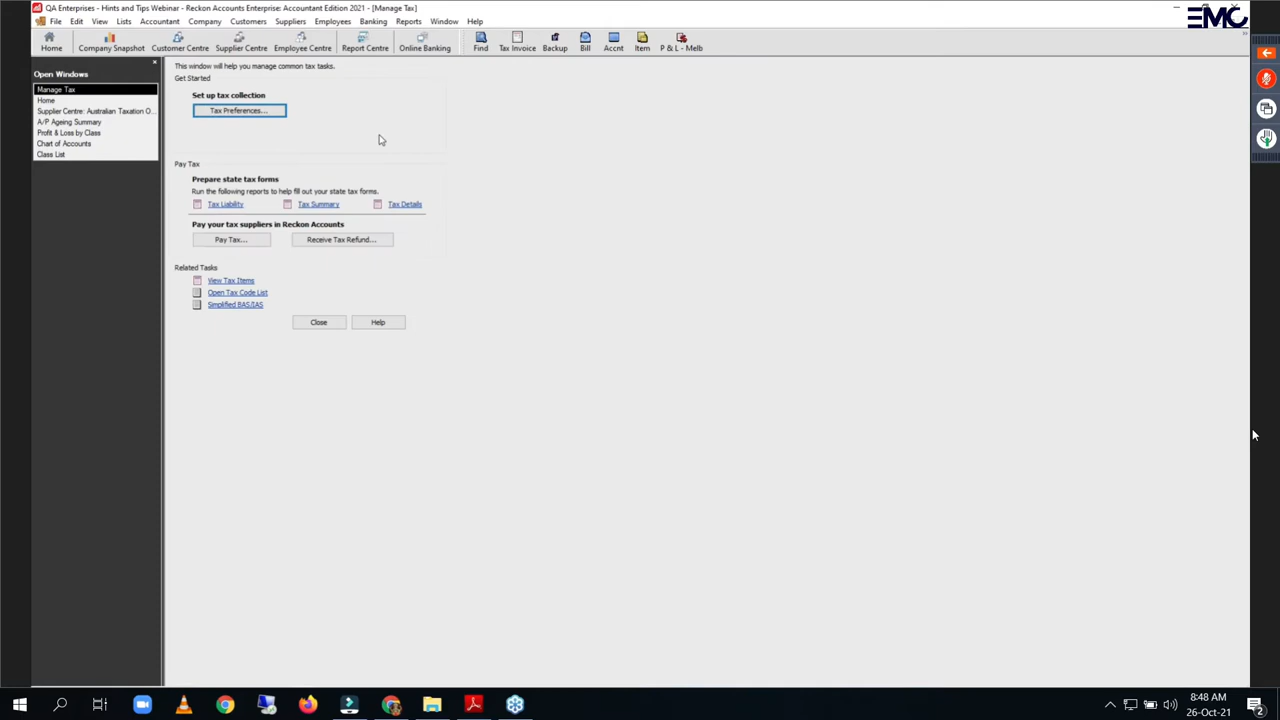 QA Enterprises - Hints and Tips Webinar - Reckon Accounts Enterprise: Accountant Edition 2021 - [Manage Tax]
EMC
File Edit View Lists Accountant Company Customers Suppliers Employees Banking Reports Window Help
Home Company Snapshot Customer Centre Supplier Centre Employee Centre Report Centre Online Banking Find Tax Invoice Backup Bill Accnt Item P & L - Melb
Open Windows
Manage Tax
Home
Supplier Centre: Australian Taxation O...
A/P Ageing Summary
Profit & Loss by Class
Chart of Accounts
Class List
This window will help you manage common tax tasks.
Get Started
Set up tax collection
Tax Preferences...
Pay Tax
Prepare state tax forms
Run the following reports to help fill out your state tax forms.
Tax Liability Tax Summary Tax Details
Pay your tax suppliers in Reckon Accounts
Pay Tax... Receive Tax Refund...
Related Tasks
View Tax Items
Open Tax Code List
Simplified BAS/IAS
Close Help
8:48 AM
26-Oct-21
2